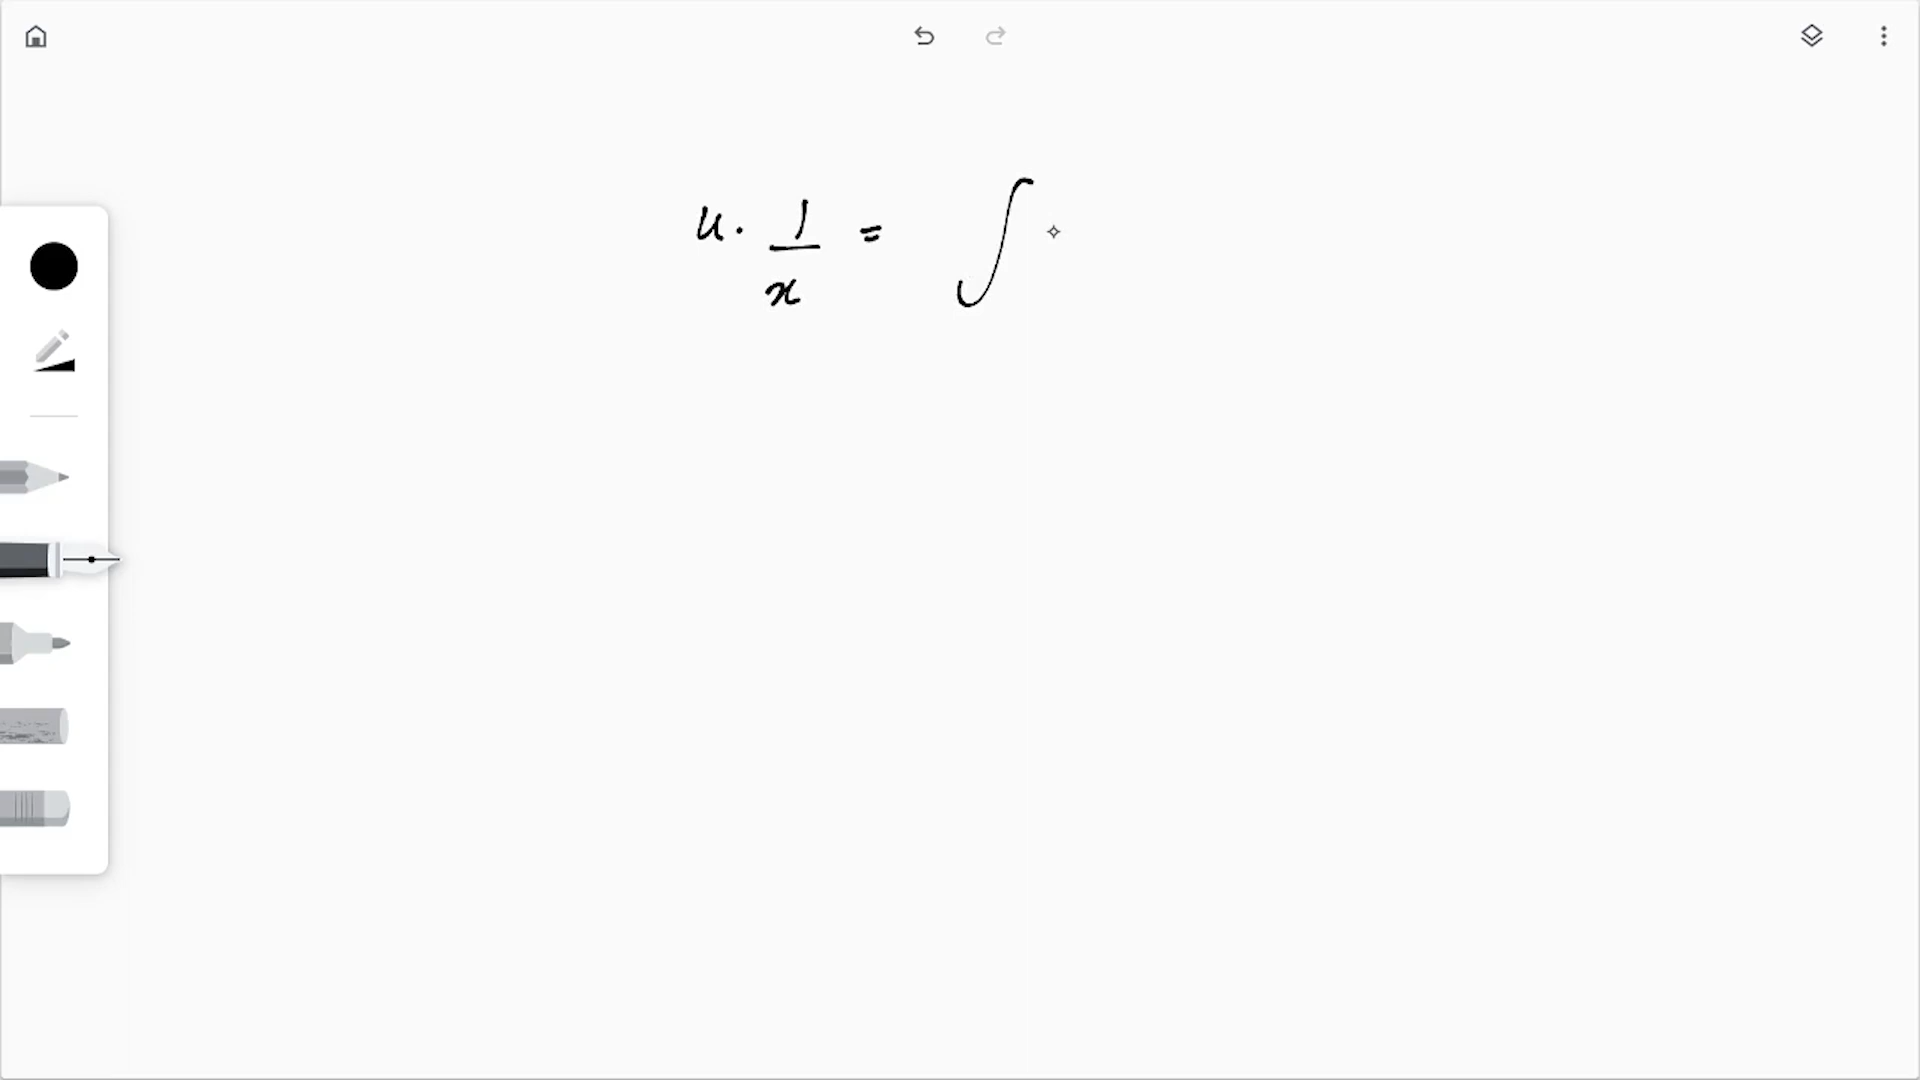 u · 1/x = ∫